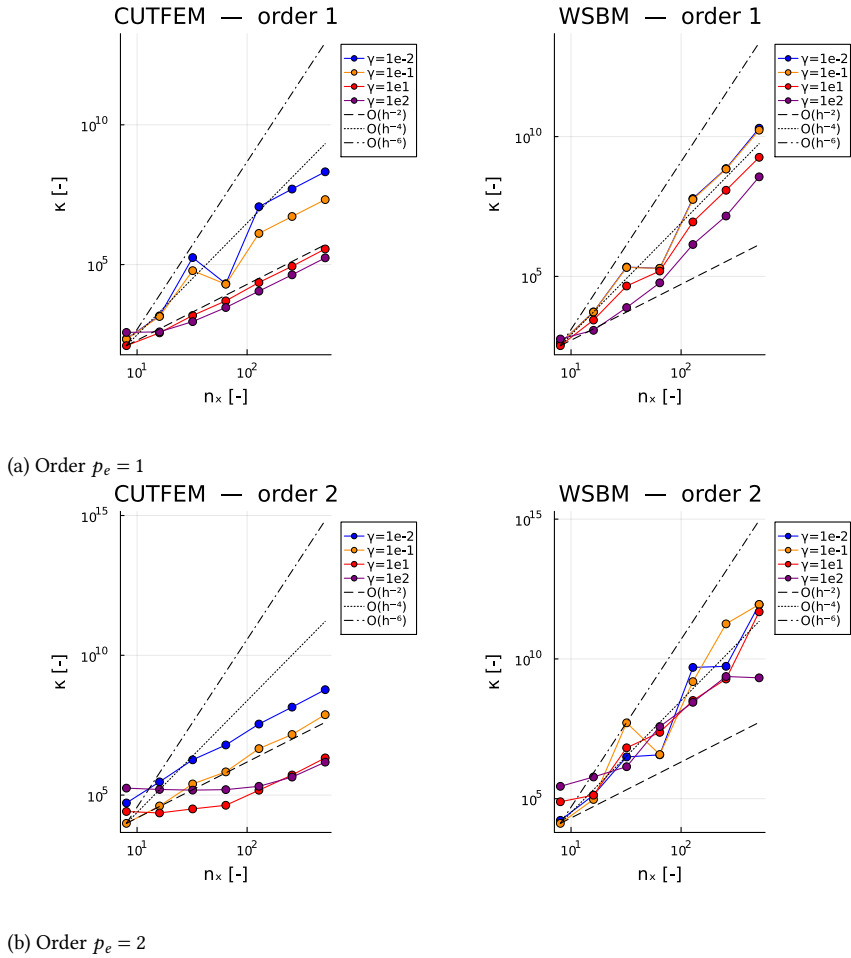 CUTFEM — order 1
10¹⁰
10⁵
κ [-]
10¹
10²
nₓ [-]
γ=1e-2
γ=1e-1
γ=1e1
γ=1e2
O(h⁻²)
O(h⁻⁴)
O(h⁻⁶)
WSBM — order 1
10¹⁰
10⁵
κ [-]
10¹
10²
nₓ [-]
γ=1e-2
γ=1e-1
γ=1e1
γ=1e2
O(h⁻²)
O(h⁻⁴)
O(h⁻⁶)
(a) Order pₑ = 1
CUTFEM — order 2
10¹⁵
10¹⁰
10⁵
κ [-]
10¹
10²
nₓ [-]
γ=1e-2
γ=1e-1
γ=1e1
γ=1e2
O(h⁻²)
O(h⁻⁴)
O(h⁻⁶)
WSBM — order 2
10¹⁵
10¹⁰
10⁵
κ [-]
10¹
10²
nₓ [-]
γ=1e-2
γ=1e-1
γ=1e1
γ=1e2
O(h⁻²)
O(h⁻⁴)
O(h⁻⁶)
(b) Order pₑ = 2